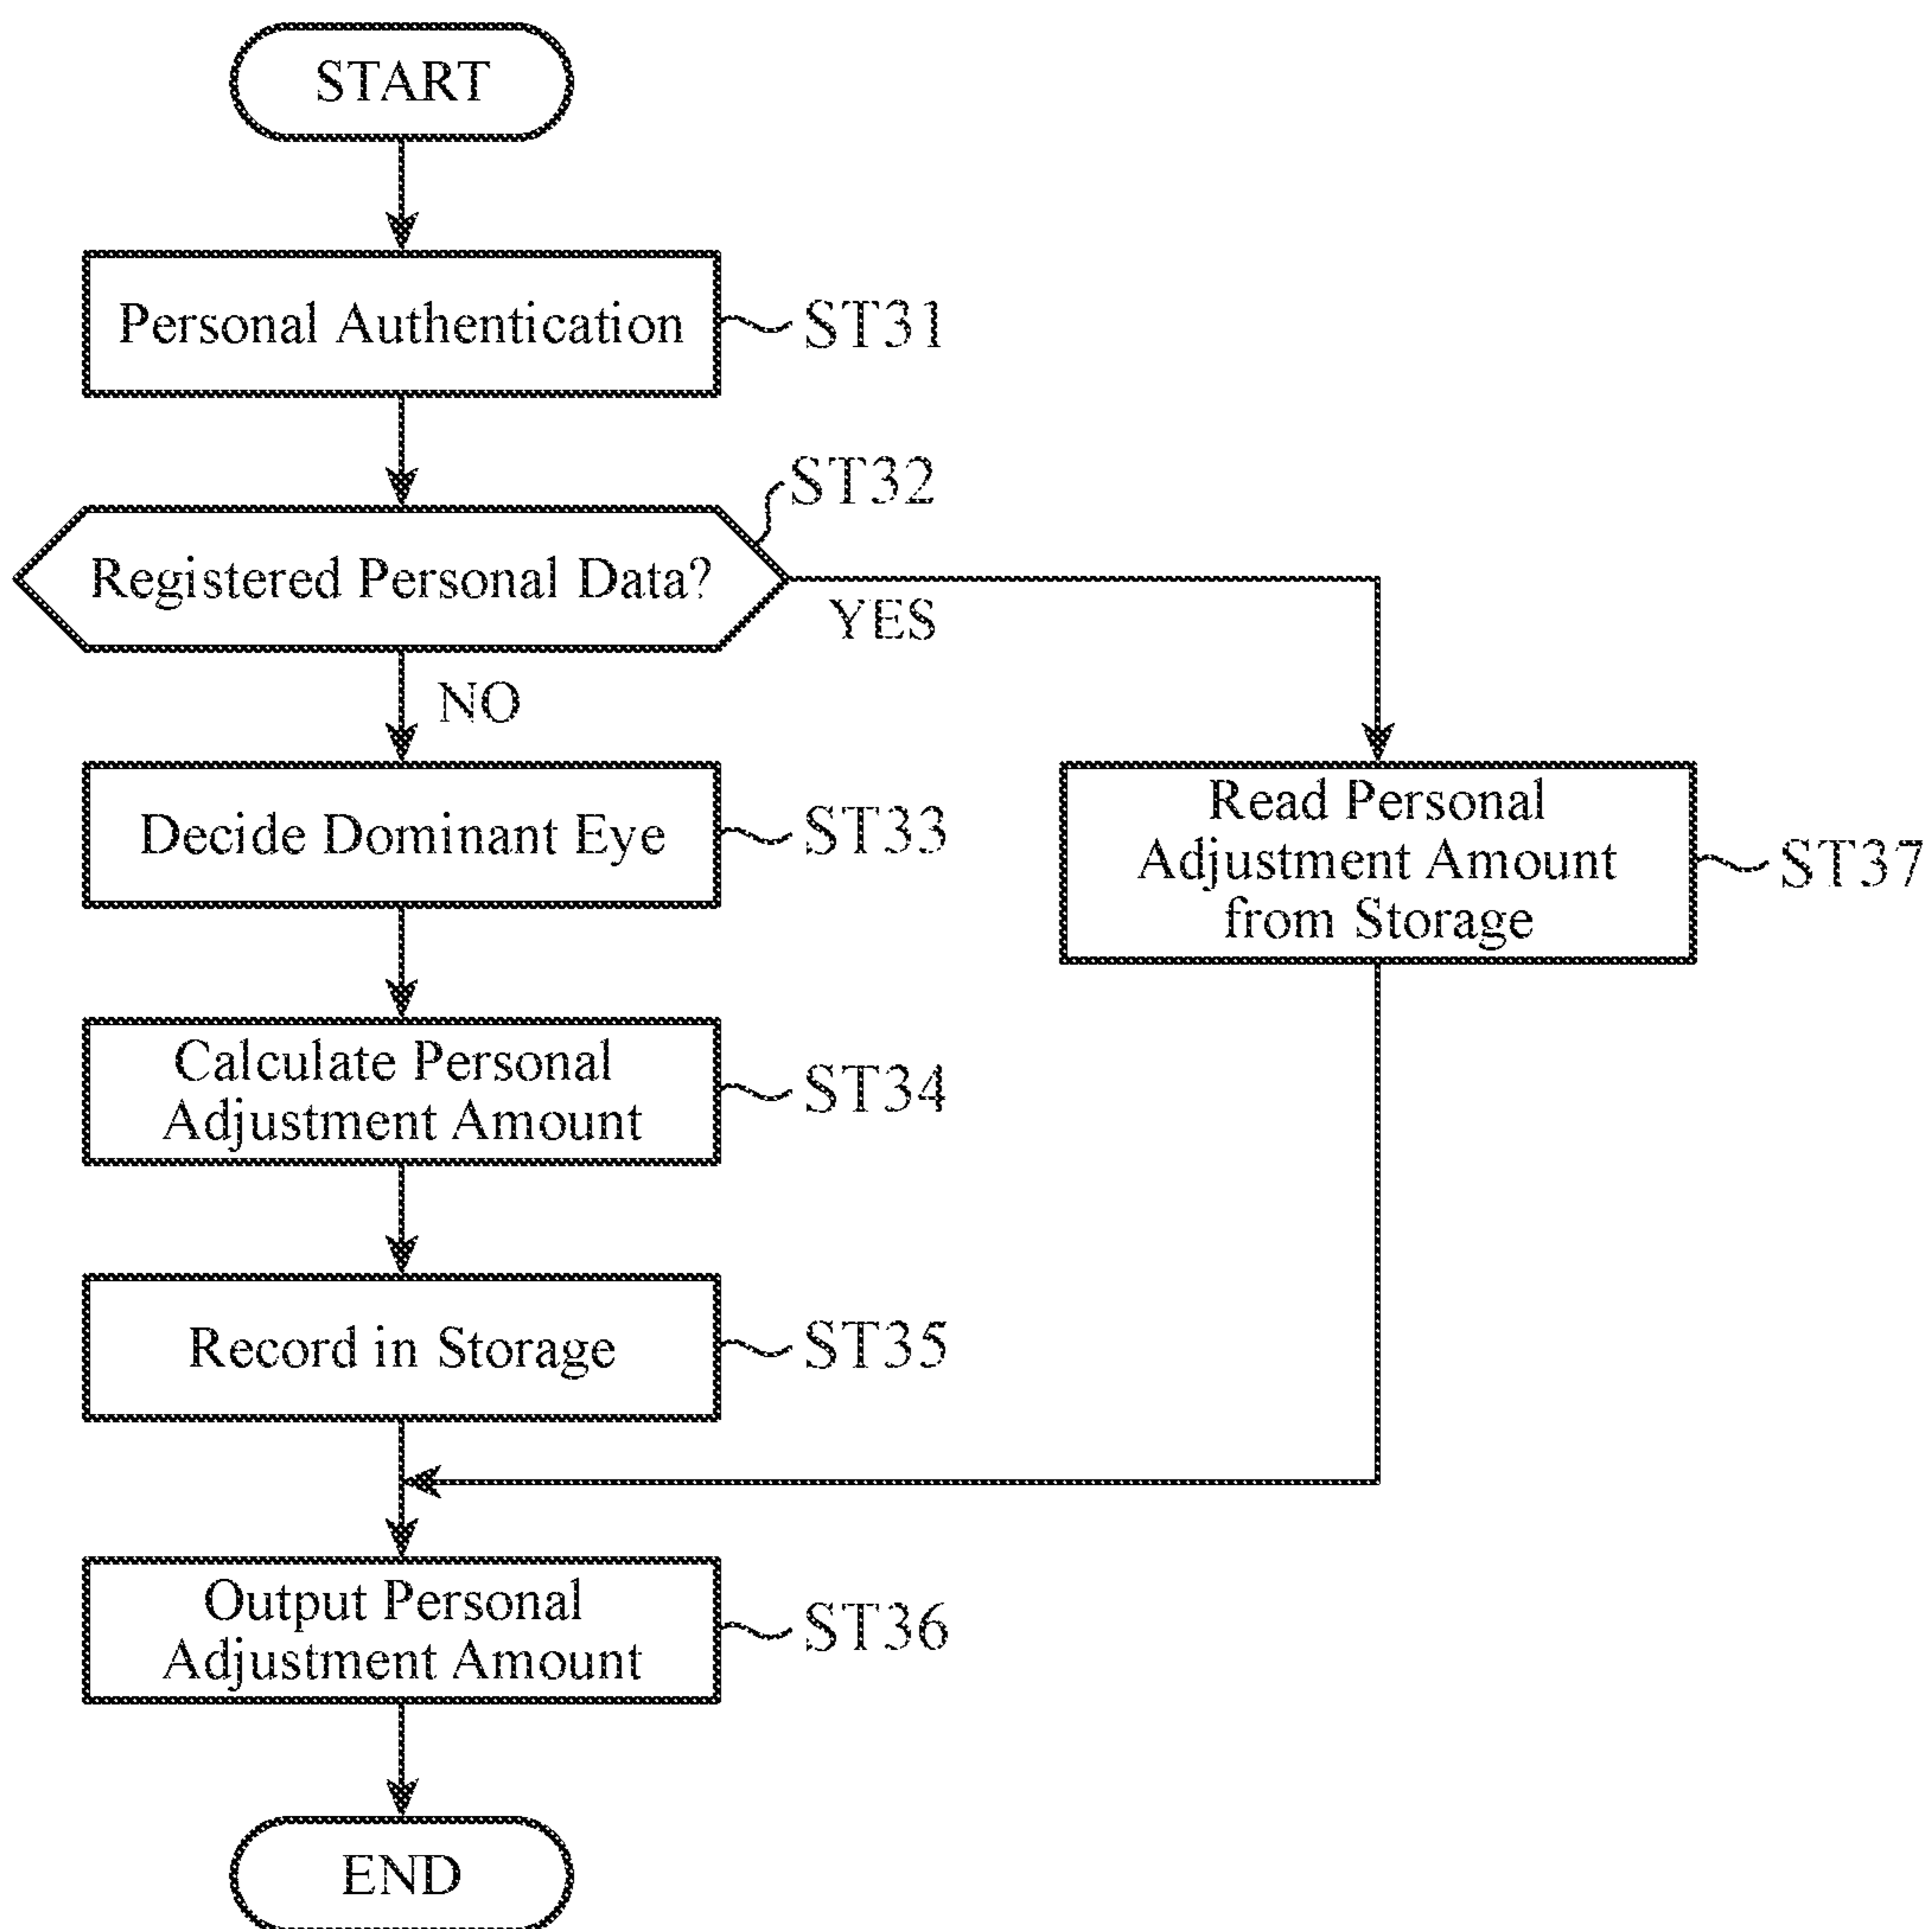 START
Personal Authentication
ST31
ST32
Registered Personal Data?
YES
NO
Decide Dominant Eye
ST33
Read Personal
Adjustment Amount
from Storage
ST37
Calculate Personal
Adjustment Amount
ST34
Record in Storage
ST35
Output Personal
Adjustment Amount
ST36
END